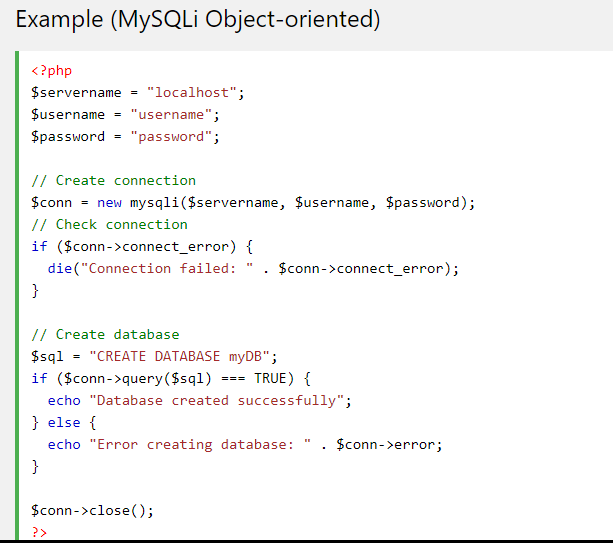 Example (MySQLi Object-oriented)
<?php
$servername = "localhost";
$username = "username";
$password = "password";

// Create connection
$conn = new mysqli($servername, $username, $password);
// Check connection
if ($conn->connect_error) {
  die("Connection failed: " . $conn->connect_error);
}

// Create database
$sql = "CREATE DATABASE myDB";
if ($conn->query($sql) === TRUE) {
  echo "Database created successfully";
} else {
  echo "Error creating database: " . $conn->error;
}

$conn->close();
?>